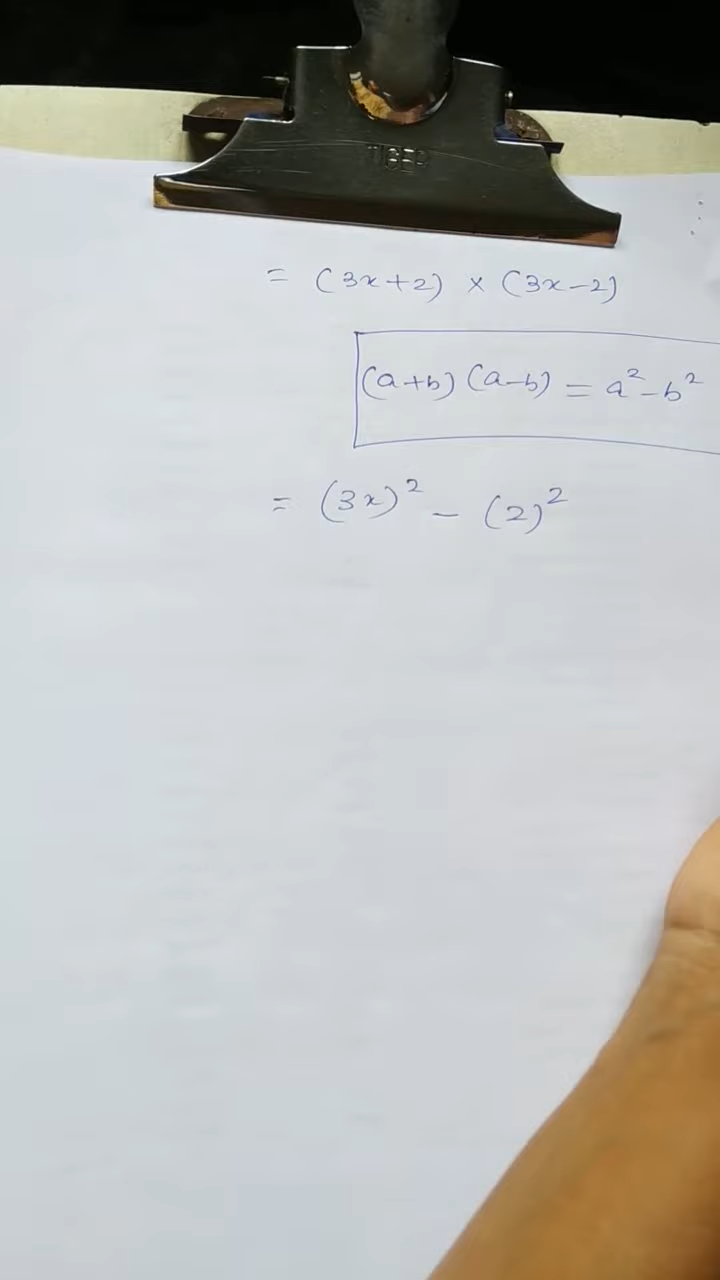 TIGER
= (3x+2) × (3x-2)
(a+b) (a-b) = a²-b²
= (3x)² - (2)²